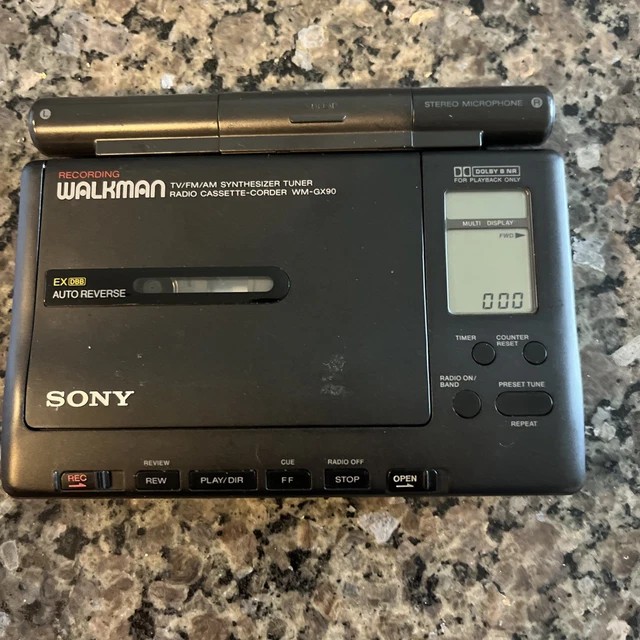 L
STEREO MICROPHONE R
RECORDING
WALKMAN
TV/FM/AM SYNTHESIZER TUNER
RADIO CASSETTE-CORDER WM-GX90
DOLBY B NR
FOR PLAYBACK ONLY
MULTI DISPLAY
FWD
000
EX DBB
AUTO REVERSE
TIMER
COUNTER
RESET
RADIO ON/
BAND
PRESET TUNE
REPEAT
SONY
REC
REVIEW
REW
PLAY/DIR
CUE
FF
RADIO OFF
STOP
OPEN